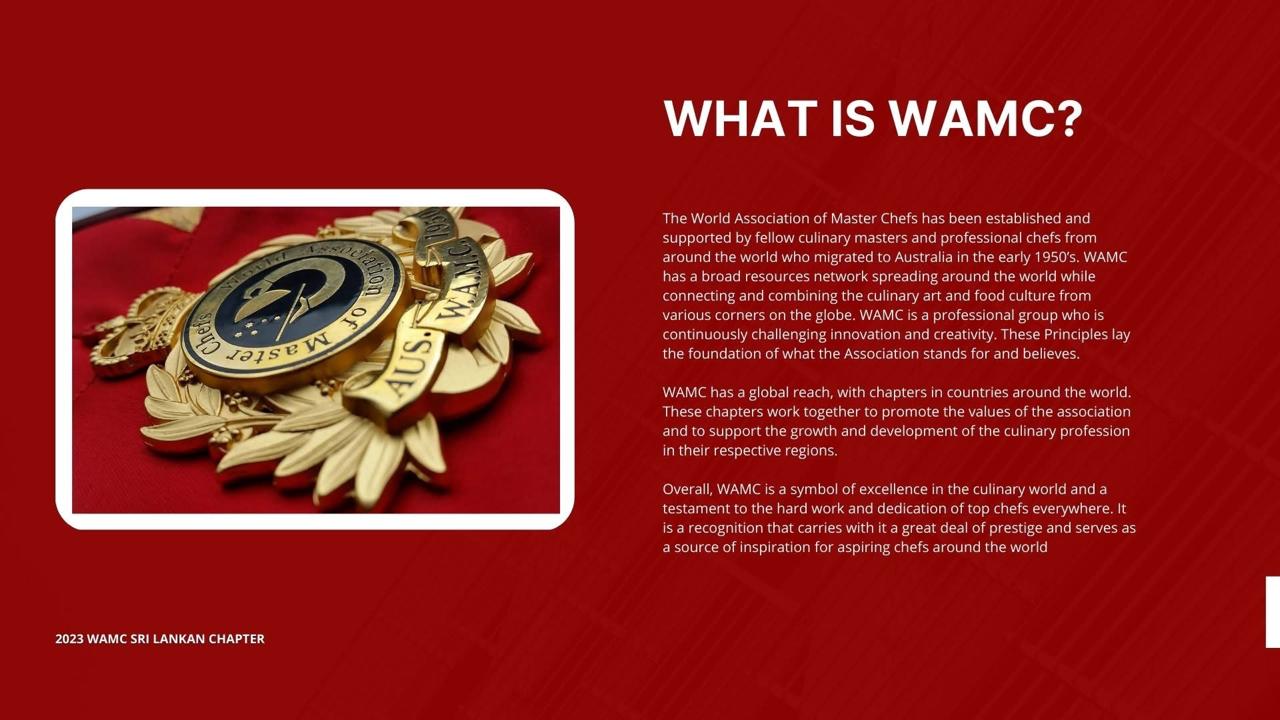 WHAT IS WAMC?
World Association of Master Chefs
WAMC
AUS.
The World Association of Master Chefs has been established and
supported by fellow culinary masters and professional chefs from
around the world who migrated to Australia in the early 1950’s. WAMC
has a broad resources network spreading around the world while
connecting and combining the culinary art and food culture from
various corners on the globe. WAMC is a professional group who is
continuously challenging innovation and creativity. These Principles lay
the foundation of what the Association stands for and believes.
WAMC has a global reach, with chapters in countries around the world.
These chapters work together to promote the values of the association
and to support the growth and development of the culinary profession
in their respective regions.
Overall, WAMC is a symbol of excellence in the culinary world and a
testament to the hard work and dedication of top chefs everywhere. It
is a recognition that carries with it a great deal of prestige and serves as
a source of inspiration for aspiring chefs around the world
2023 WAMC SRI LANKAN CHAPTER